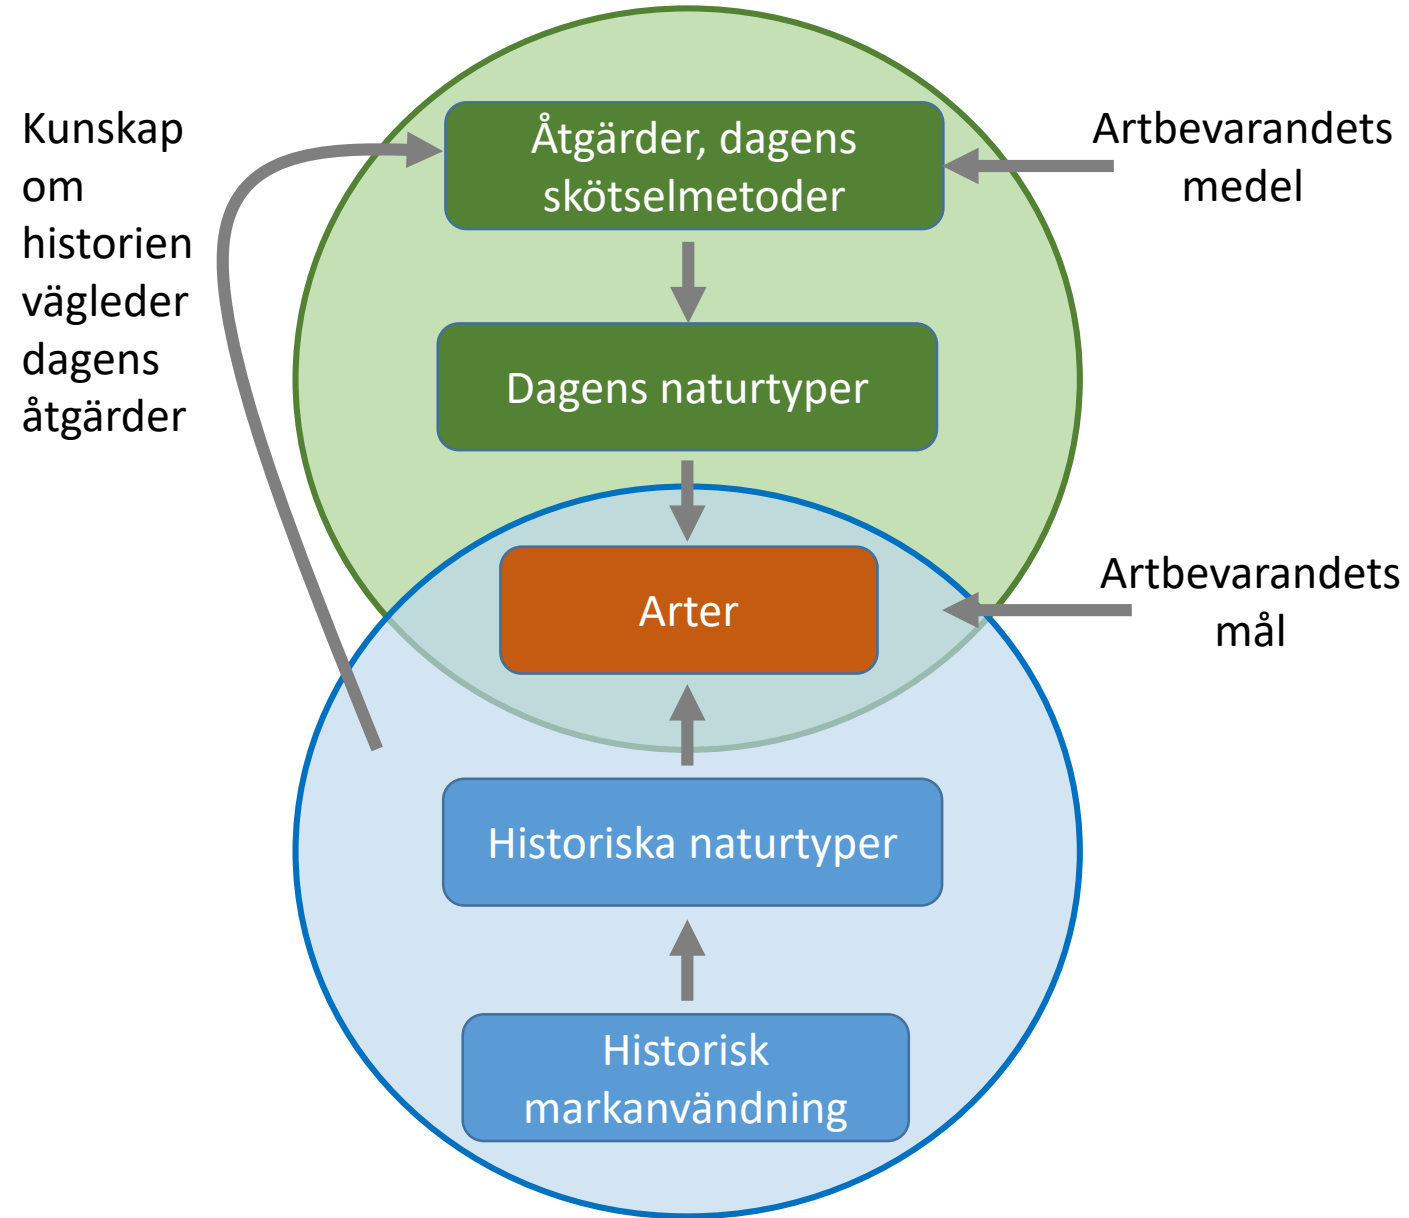 Kunskap
om
historien
vägleder
dagens
åtgärder
Åtgärder, dagens
skötselmetoder
Artbevarandets
medel
Dagens naturtyper
Arter
Artbevarandets
mål
Historiska naturtyper
Historisk
markanvändning